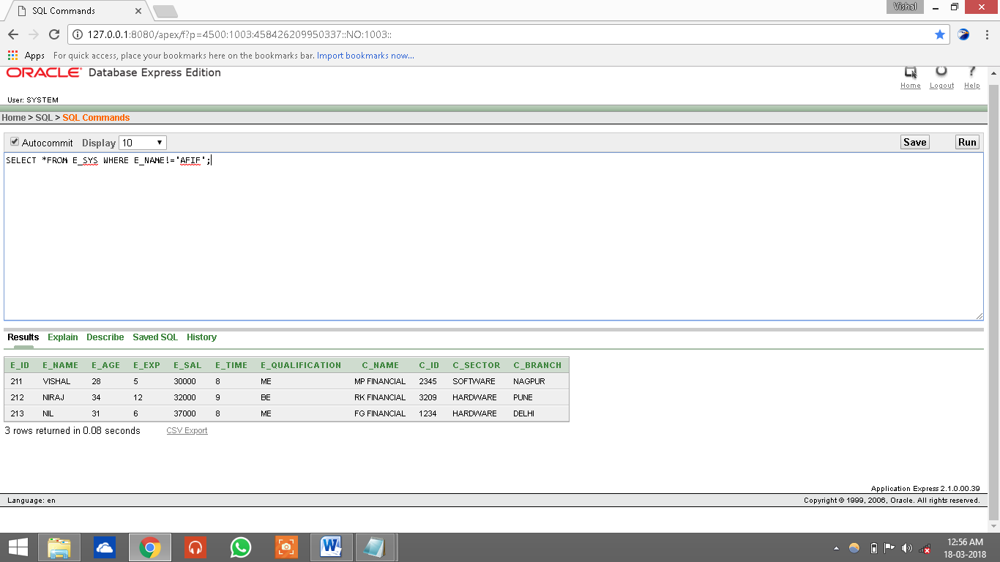 SQL Commands
Vishal
127.0.0.1:8080/apex/f?p=4500:1003:458426209950337::NO:1003::
Apps For quick access, place your bookmarks here on the bookmarks bar. Import bookmarks now...
ORACLE Database Express Edition
Home Logout Help
User: SYSTEM
Home > SQL > SQL Commands
Autocommit Display 10 Save Run
SELECT *FROM E_SYS WHERE E_NAME!='AFIF';
Results Explain Describe Saved SQL History
E_ID E_NAME E_AGE E_EXP E_SAL E_TIME E_QUALIFICATION C_NAME C_ID C_SECTOR C_BRANCH
211 VISHAL 28 5 30000 8 ME MP FINANCIAL 2345 SOFTWARE NAGPUR
212 NIRAJ 34 12 32000 9 BE RK FINANCIAL 3209 HARDWARE PUNE
213 NIL 31 6 37000 8 ME FG FINANCIAL 1234 HARDWARE DELHI
3 rows returned in 0.08 seconds CSV Export
Application Express 2.1.0.00.39
Language: en Copyright © 1999, 2006, Oracle. All rights reserved.
12:56 AM
18-03-2018